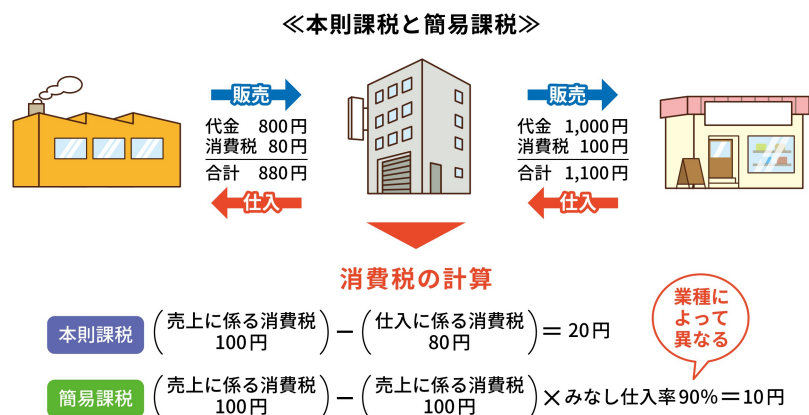 ≪本則課税と簡易課税≫
販売
代金 800円
消費税 80円
合計 880円
仕入
販売
代金 1,000円
消費税 100円
合計 1,100円
仕入
消費税の計算
業種に
よって
異なる
本則課税 (売上に係る消費税 100円) − (仕入に係る消費税 80円) = 20円
簡易課税 (売上に係る消費税 100円) − (売上に係る消費税 100円) × みなし仕入率90% = 10円